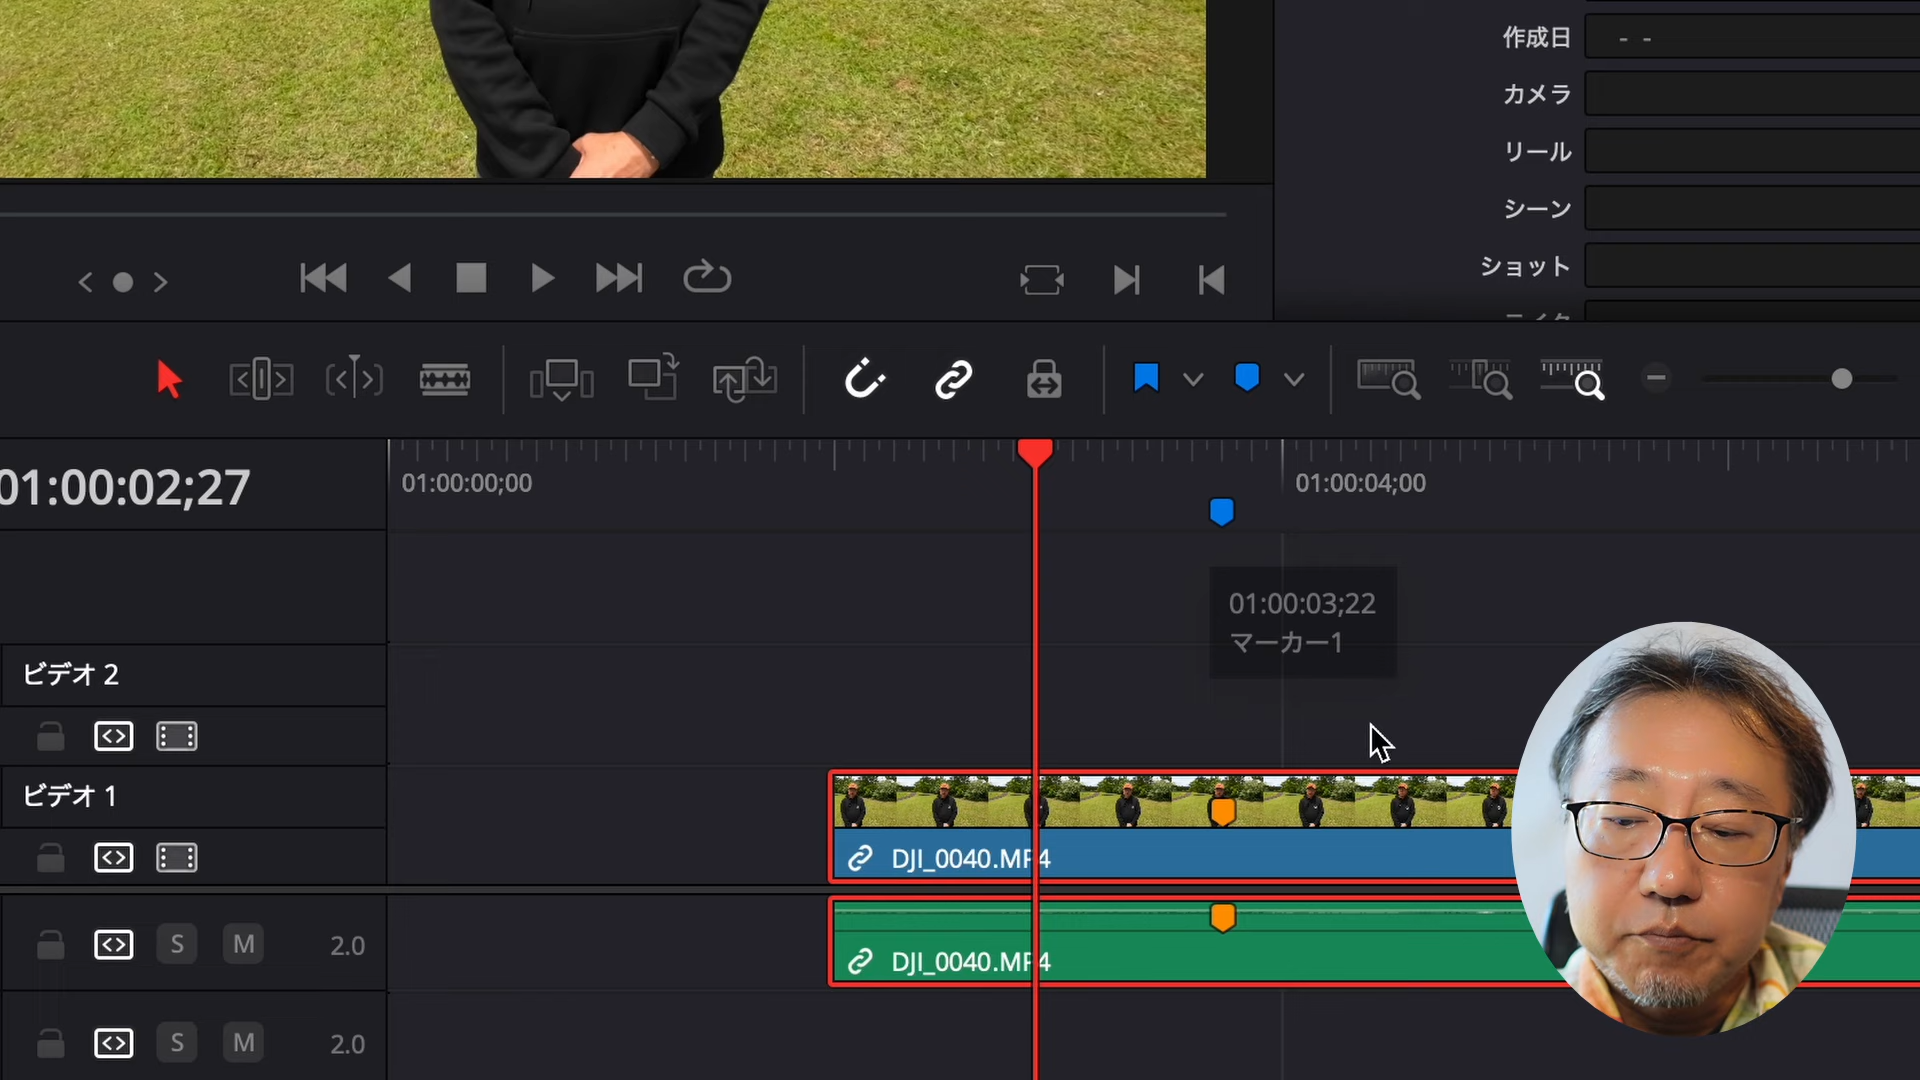 作成日
- -
カメラ
リール
シーン
ショット
01:00:02;27
01:00:00;00
01:00:04;00
01:00:03;22
マーカー1
ビデオ 2
ビデオ 1
DJI_0040.MP4
S M 2.0
DJI_0040.MP4
S M 2.0